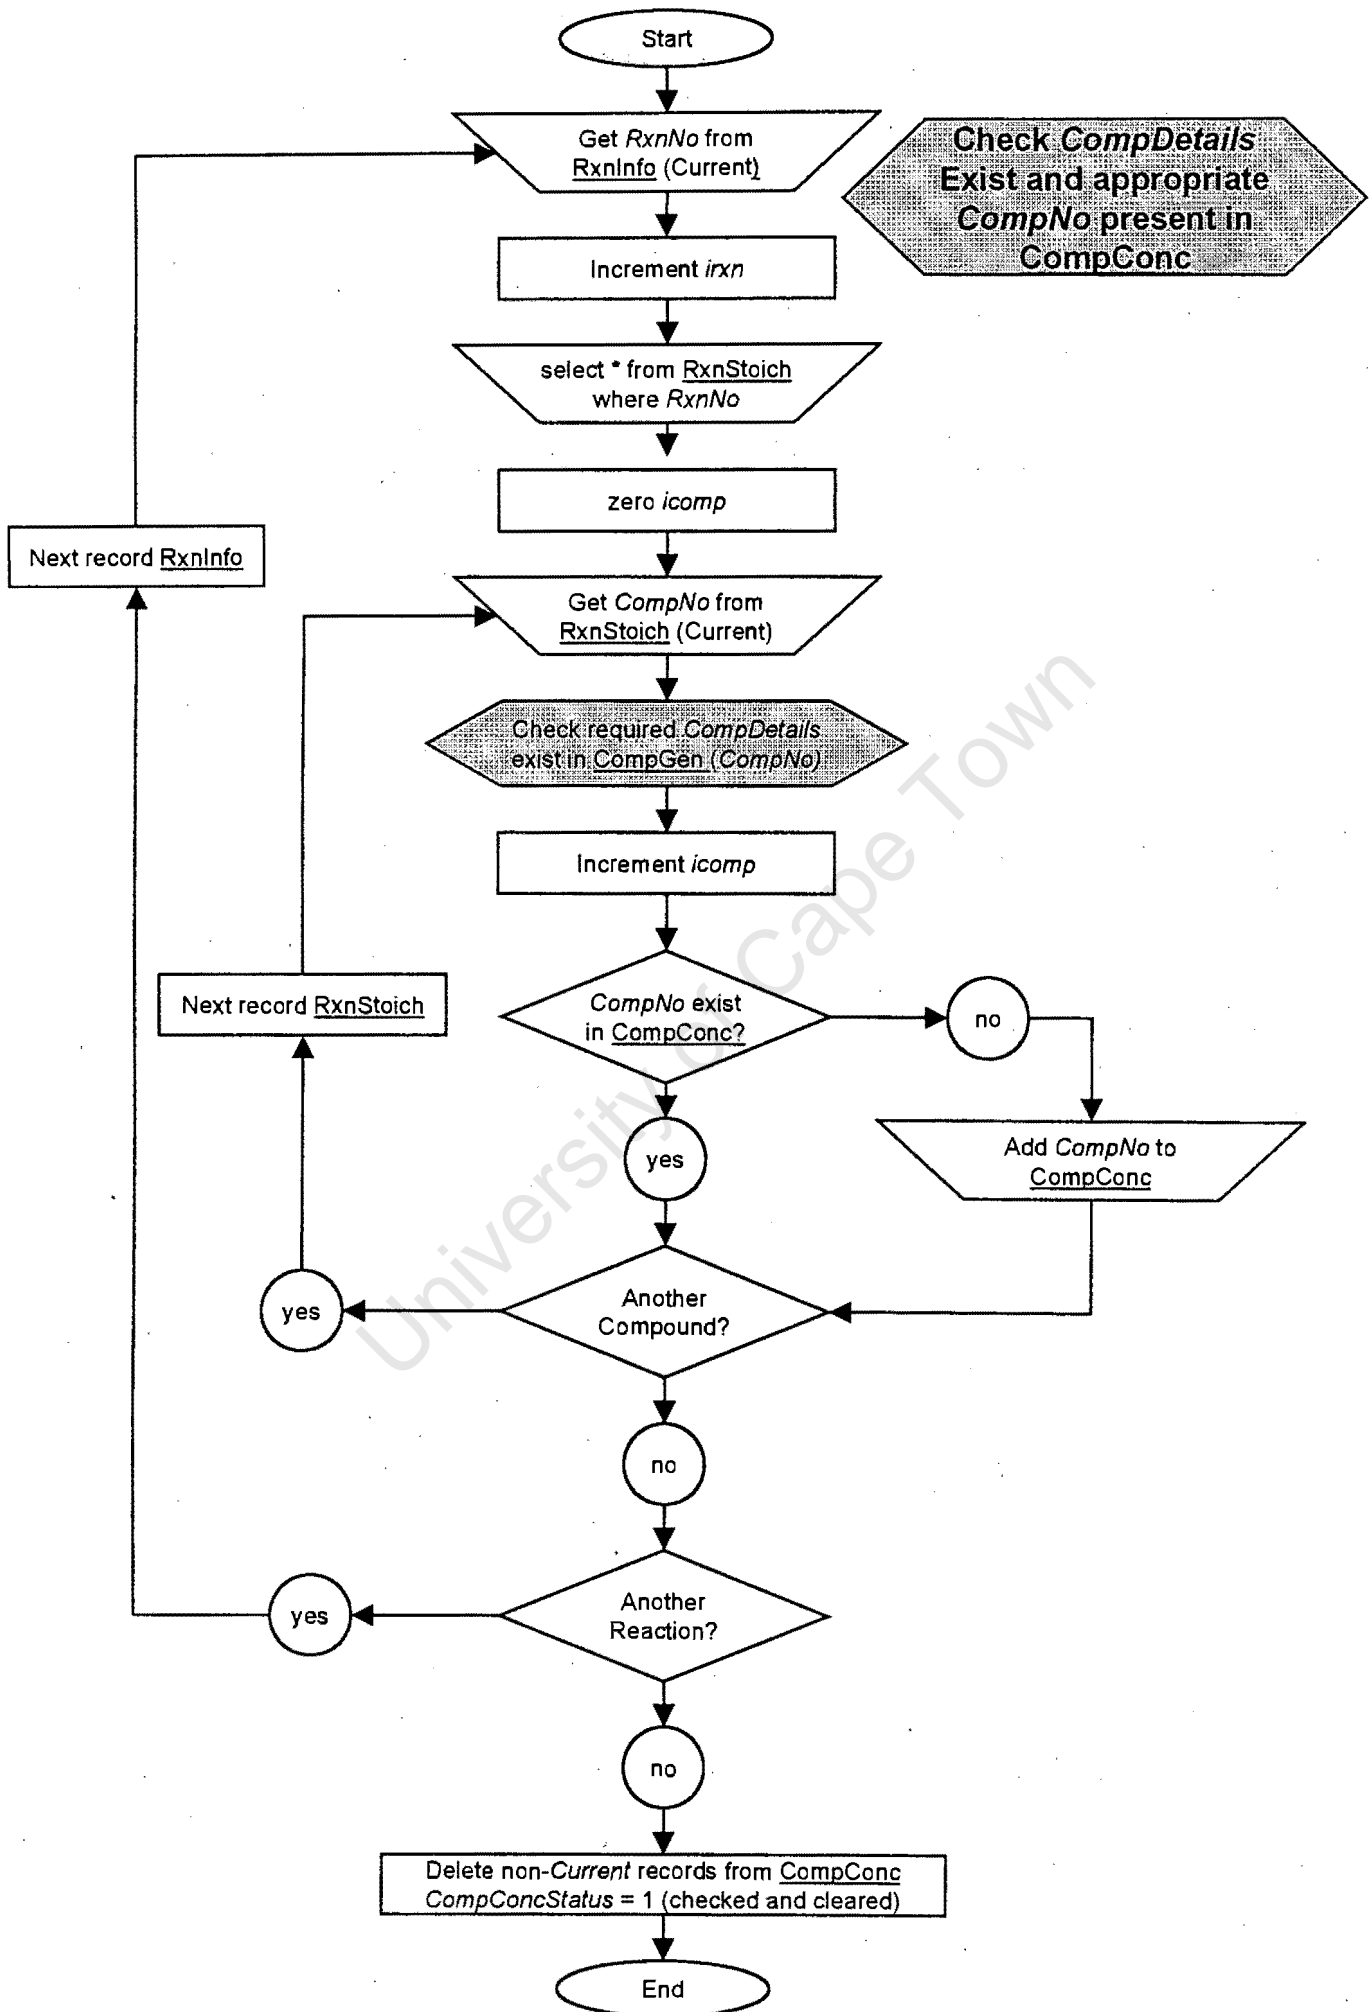 Start
Get RxnNo from
RxnInfo (Current)
Check CompDetails
Exist and appropriate
CompNo present in
CompConc
Increment irxn
select * from RxnStoich
where RxnNo
zero icomp
Next record RxnInfo
Get CompNo from
RxnStoich (Current)
Check required CompDetails
exist in CompGen (CompNo)
Increment icomp
Next record RxnStoich
CompNo exist
in CompConc?
no
yes
Add CompNo to
CompConc
yes
Another
Compound?
no
yes
Another
Reaction?
no
Delete non-Current records from CompConc
CompConcStatus = 1 (checked and cleared)
End
University of Cape Town